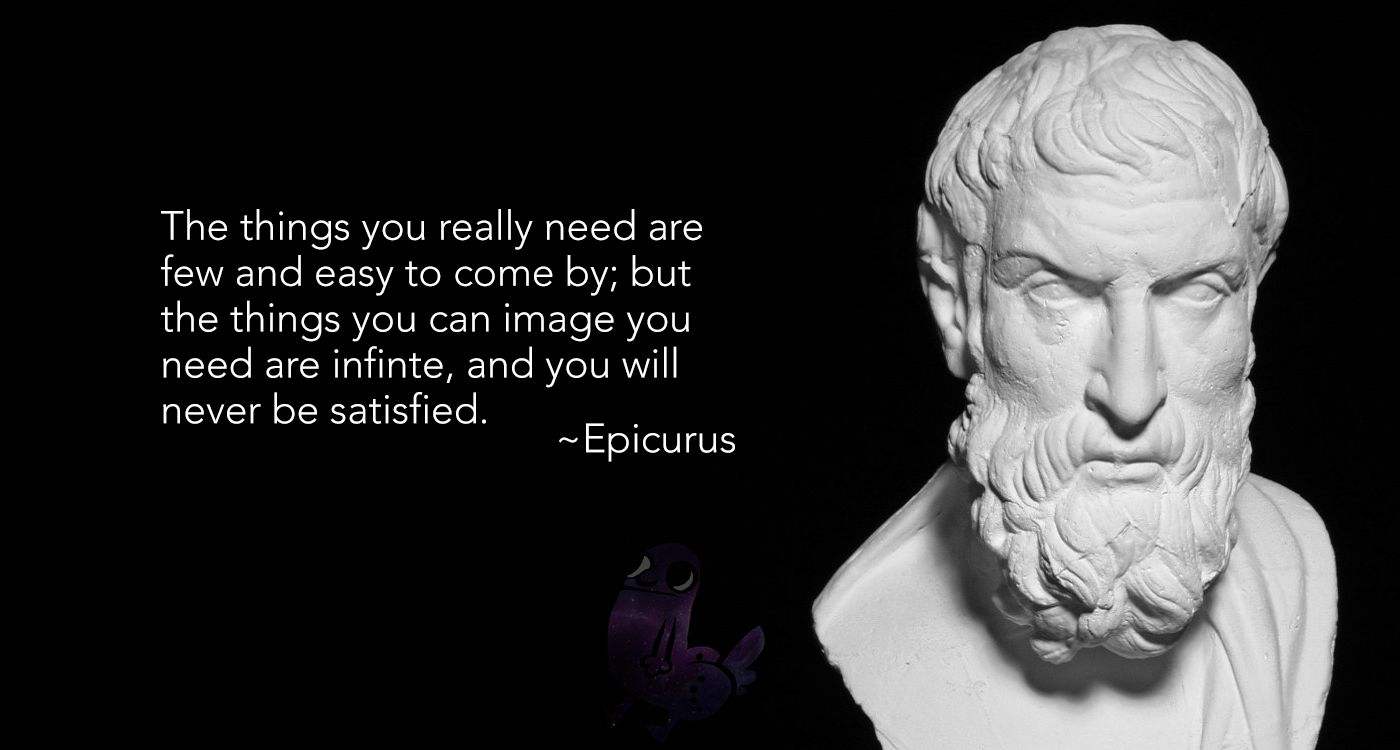 The things you really need are
few and easy to come by; but
the things you can image you
need are infinte, and you will
never be satisfied.
~Epicurus